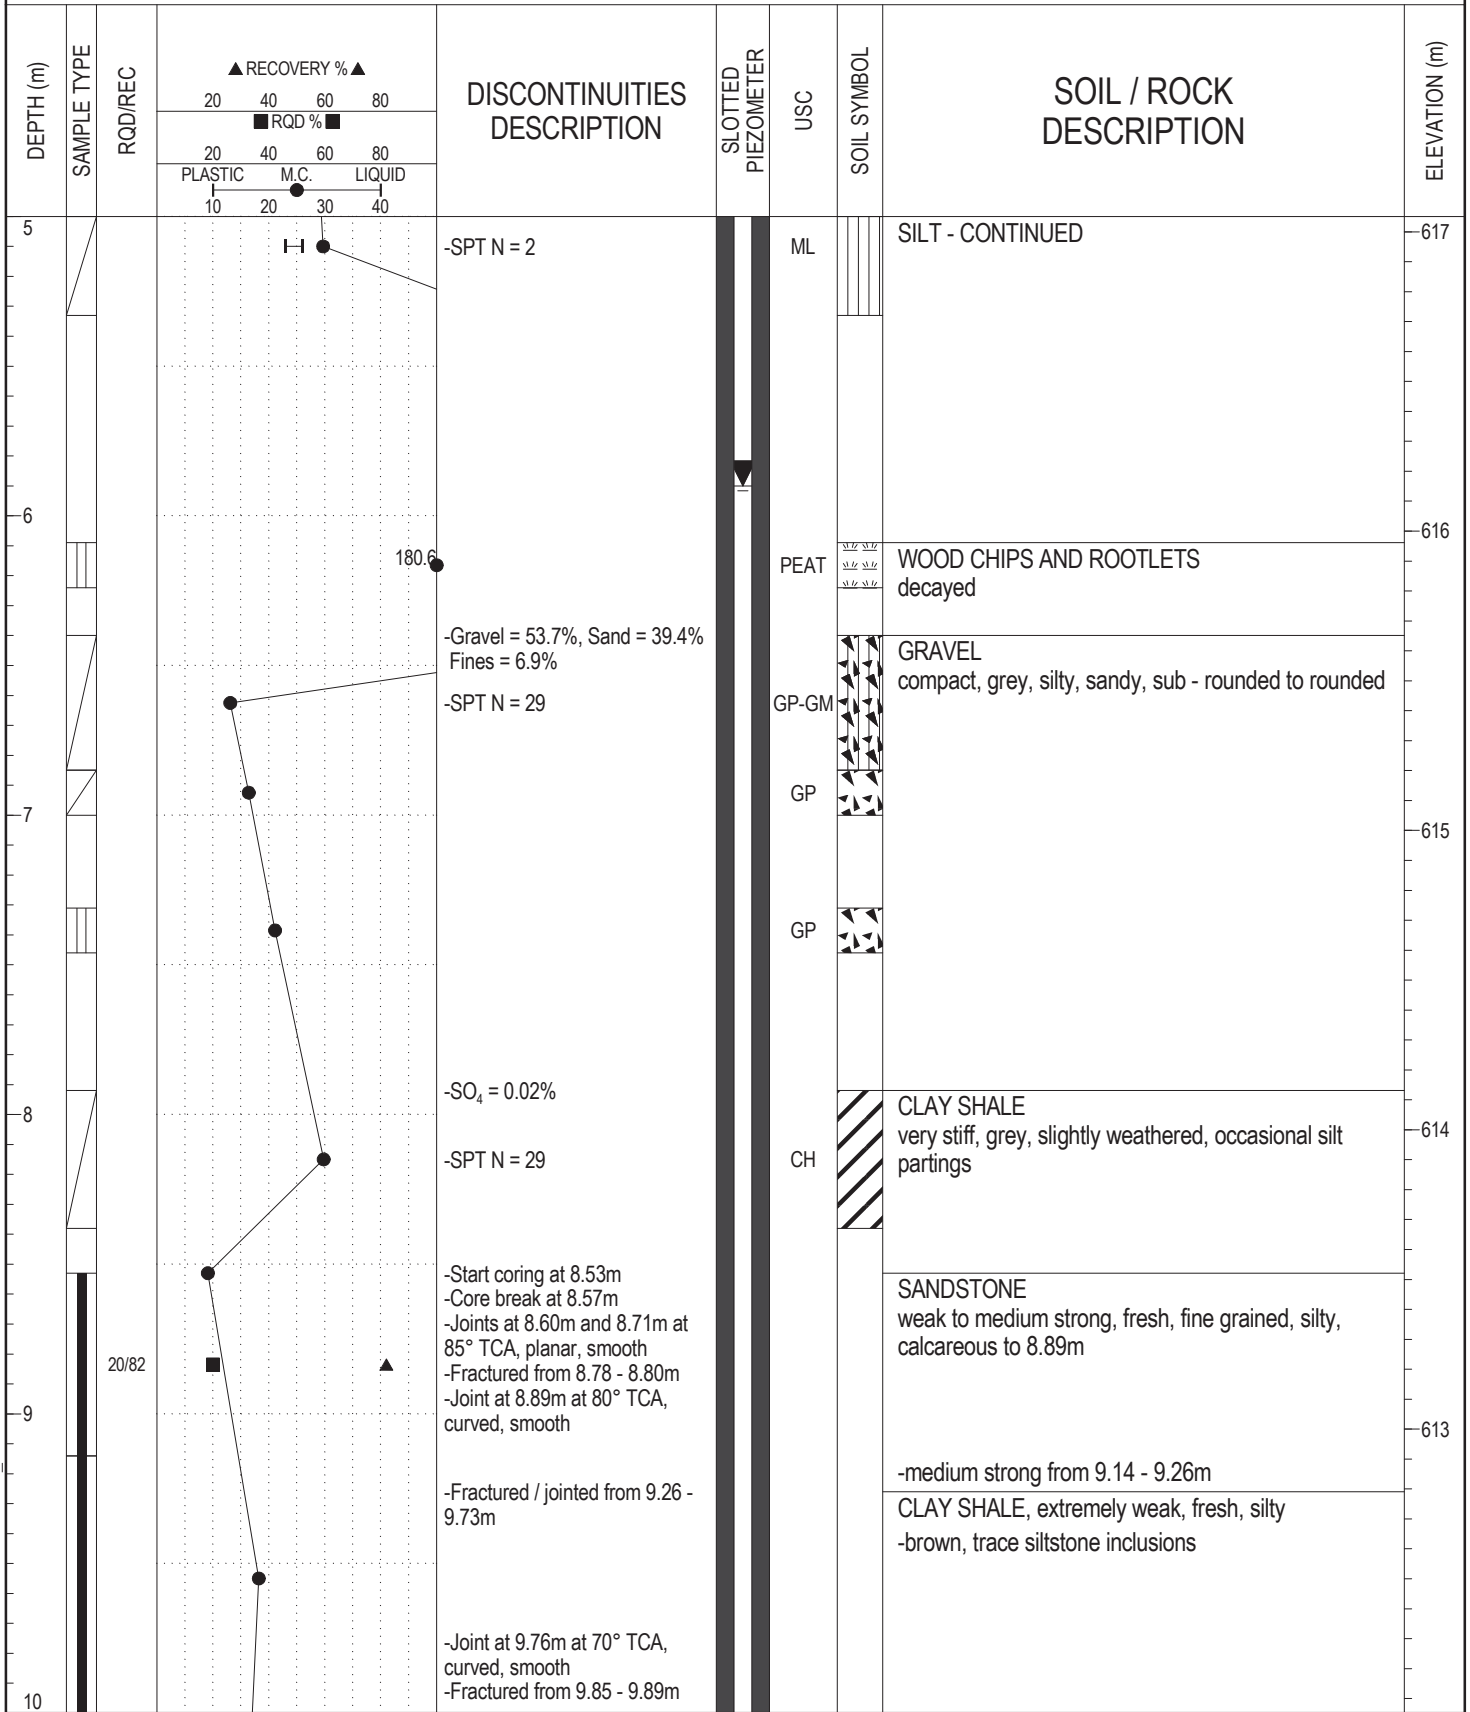 DEPTH (m)
SAMPLE TYPE
RQD/REC
▲ RECOVERY % ▲
20 40 60 80
■ RQD % ■
20 40 60 80
PLASTIC M.C. LIQUID
10 20 30 40
DISCONTINUITIES
DESCRIPTION
SLOTTED
PIEZOMETER
USC
SOIL SYMBOL
SOIL / ROCK
DESCRIPTION
ELEVATION (m)
5
-SPT N = 2
ML
SILT - CONTINUED
617
6
616
180.6
PEAT
WOOD CHIPS AND ROOTLETS
decayed
-Gravel = 53.7%, Sand = 39.4%
Fines = 6.9%
-SPT N = 29
GP-GM
GRAVEL
compact, grey, silty, sandy, sub - rounded to rounded
GP
7
615
GP
-SO₄ = 0.02%
8
-SPT N = 29
CH
CLAY SHALE
very stiff, grey, slightly weathered, occasional silt
partings
614
-Start coring at 8.53m
-Core break at 8.57m
-Joints at 8.60m and 8.71m at
85° TCA, planar, smooth
-Fractured from 8.78 - 8.80m
-Joint at 8.89m at 80° TCA,
curved, smooth
20/82
SANDSTONE
weak to medium strong, fresh, fine grained, silty,
calcareous to 8.89m
9
613
-medium strong from 9.14 - 9.26m
-Fractured / jointed from 9.26 -
9.73m
CLAY SHALE, extremely weak, fresh, silty
-brown, trace siltstone inclusions
-Joint at 9.76m at 70° TCA,
curved, smooth
-Fractured from 9.85 - 9.89m
10